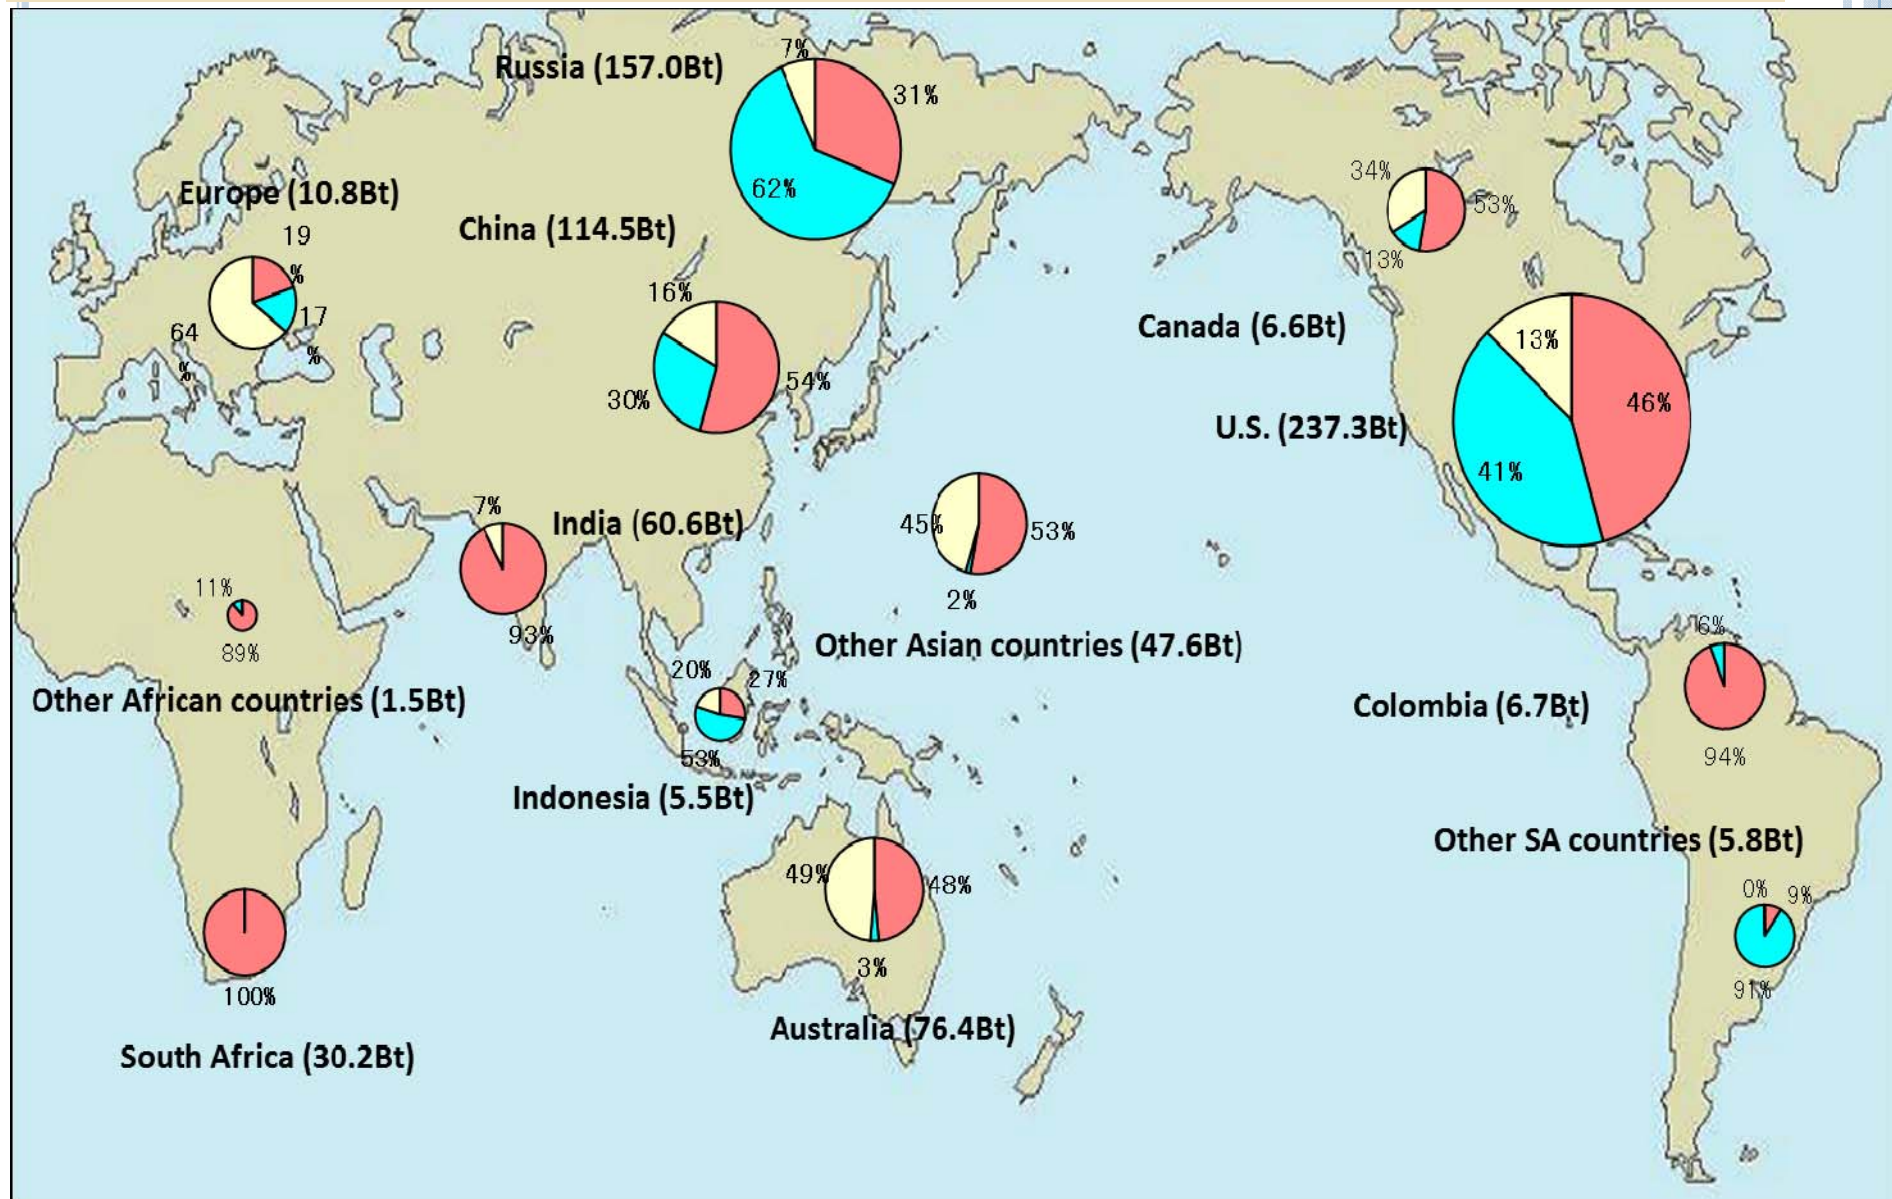 Russia (157.0Bt)
7%
31%
62%
Europe (10.8Bt)
19
%
17
%
64
%
China (114.5Bt)
16%
54%
30%
34%
53%
13%
Canada (6.6Bt)
13%
46%
41%
U.S. (237.3Bt)
7%
India (60.6Bt)
93%
45%
53%
2%
Other Asian countries (47.6Bt)
11%
89%
Other African countries (1.5Bt)
20%
27%
53%
Indonesia (5.5Bt)
6%
Colombia (6.7Bt)
94%
Other SA countries (5.8Bt)
0%
9%
91%
49%
48%
3%
Australia (76.4Bt)
100%
South Africa (30.2Bt)